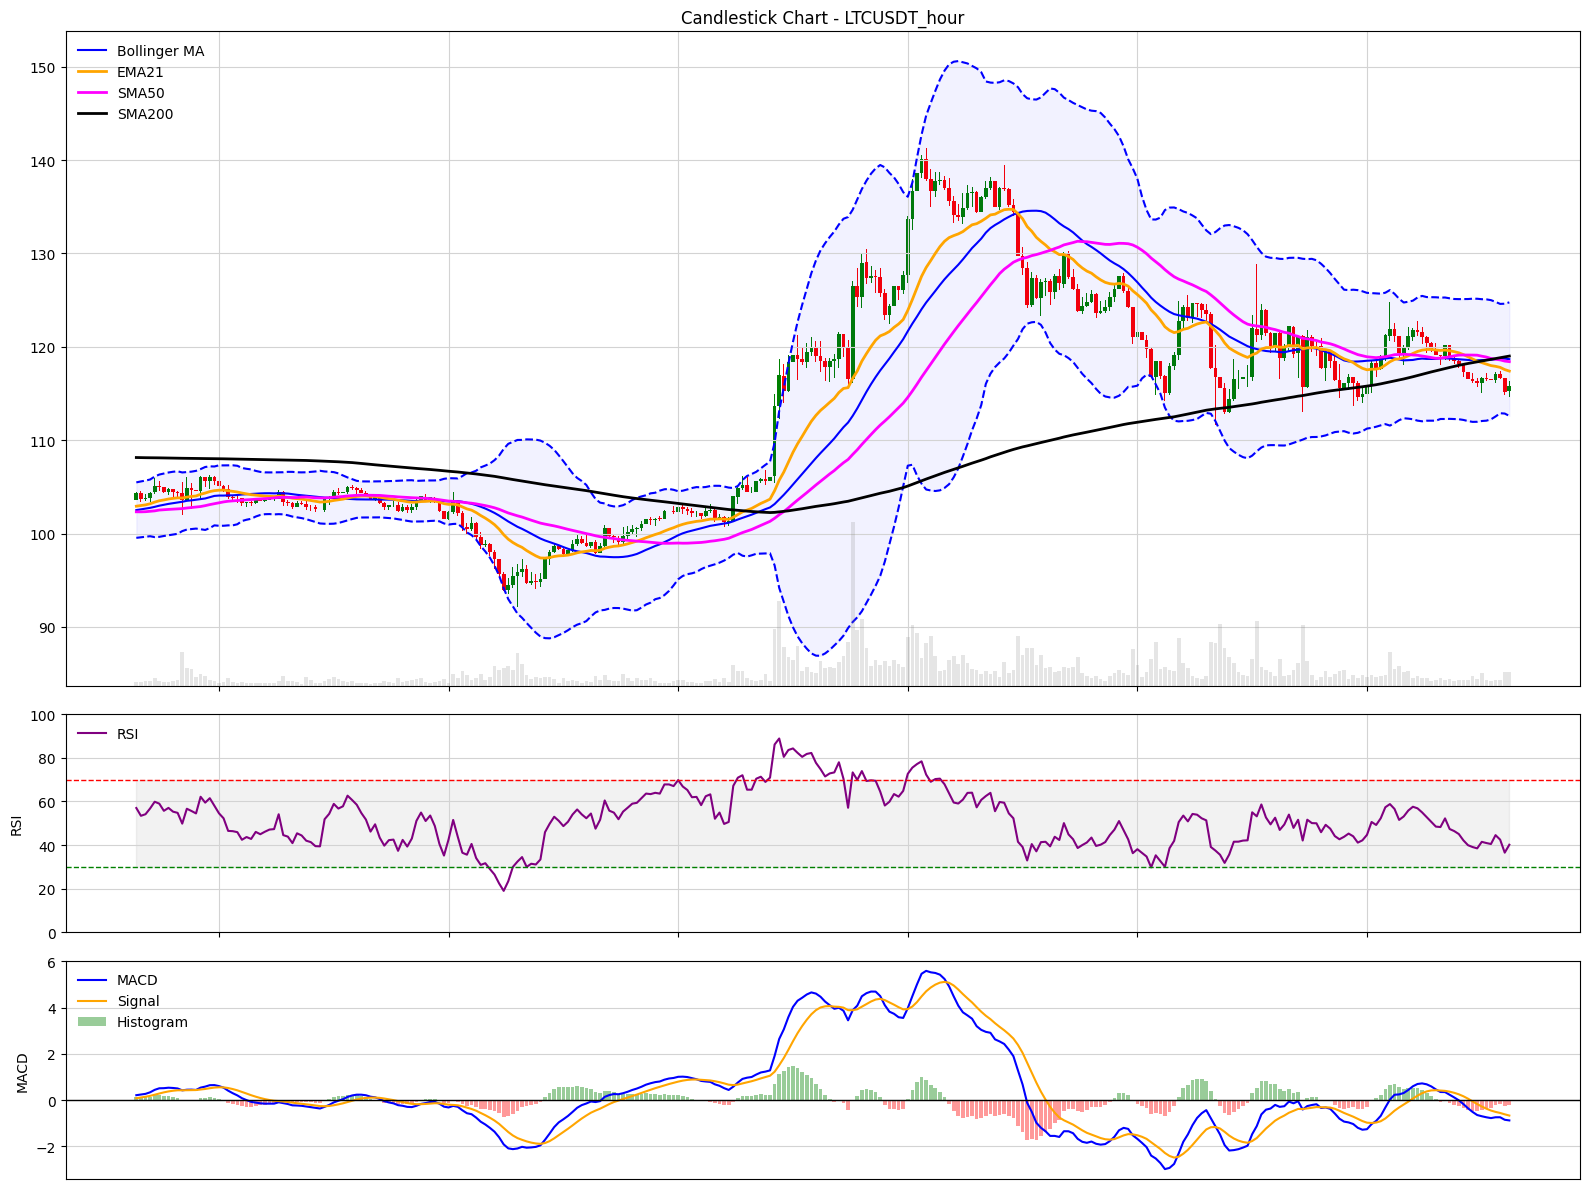 Candlestick Chart - LTCUSDT_hour
Bollinger MA
EMA21
SMA50
SMA200
150
140
130
120
110
100
90
RSI
100
80
60
40
20
0
RSI
MACD
Signal
Histogram
6
4
2
0
−2
MACD